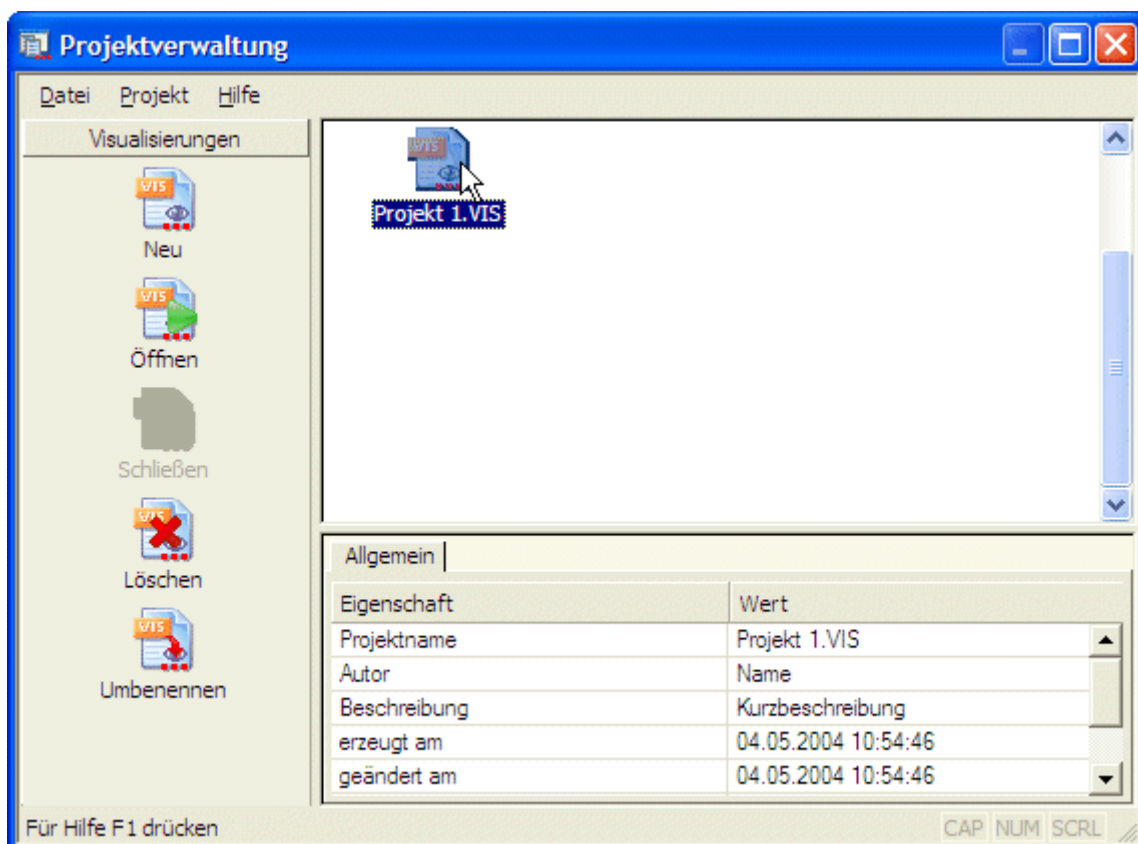 Projektverwaltung
Datei Projekt Hilfe
Visualisierungen
VIS
Neu
VIS
Öffnen
Schließen
VIS
Löschen
VIS
Umbenennen
VIS
Projekt 1.VIS
Allgemein
Eigenschaft Wert
Projektname Projekt 1.VIS
Autor Name
Beschreibung Kurzbeschreibung
erzeugt am 04.05.2004 10:54:46
geändert am 04.05.2004 10:54:46
Für Hilfe F1 drücken CAP NUM SCRL